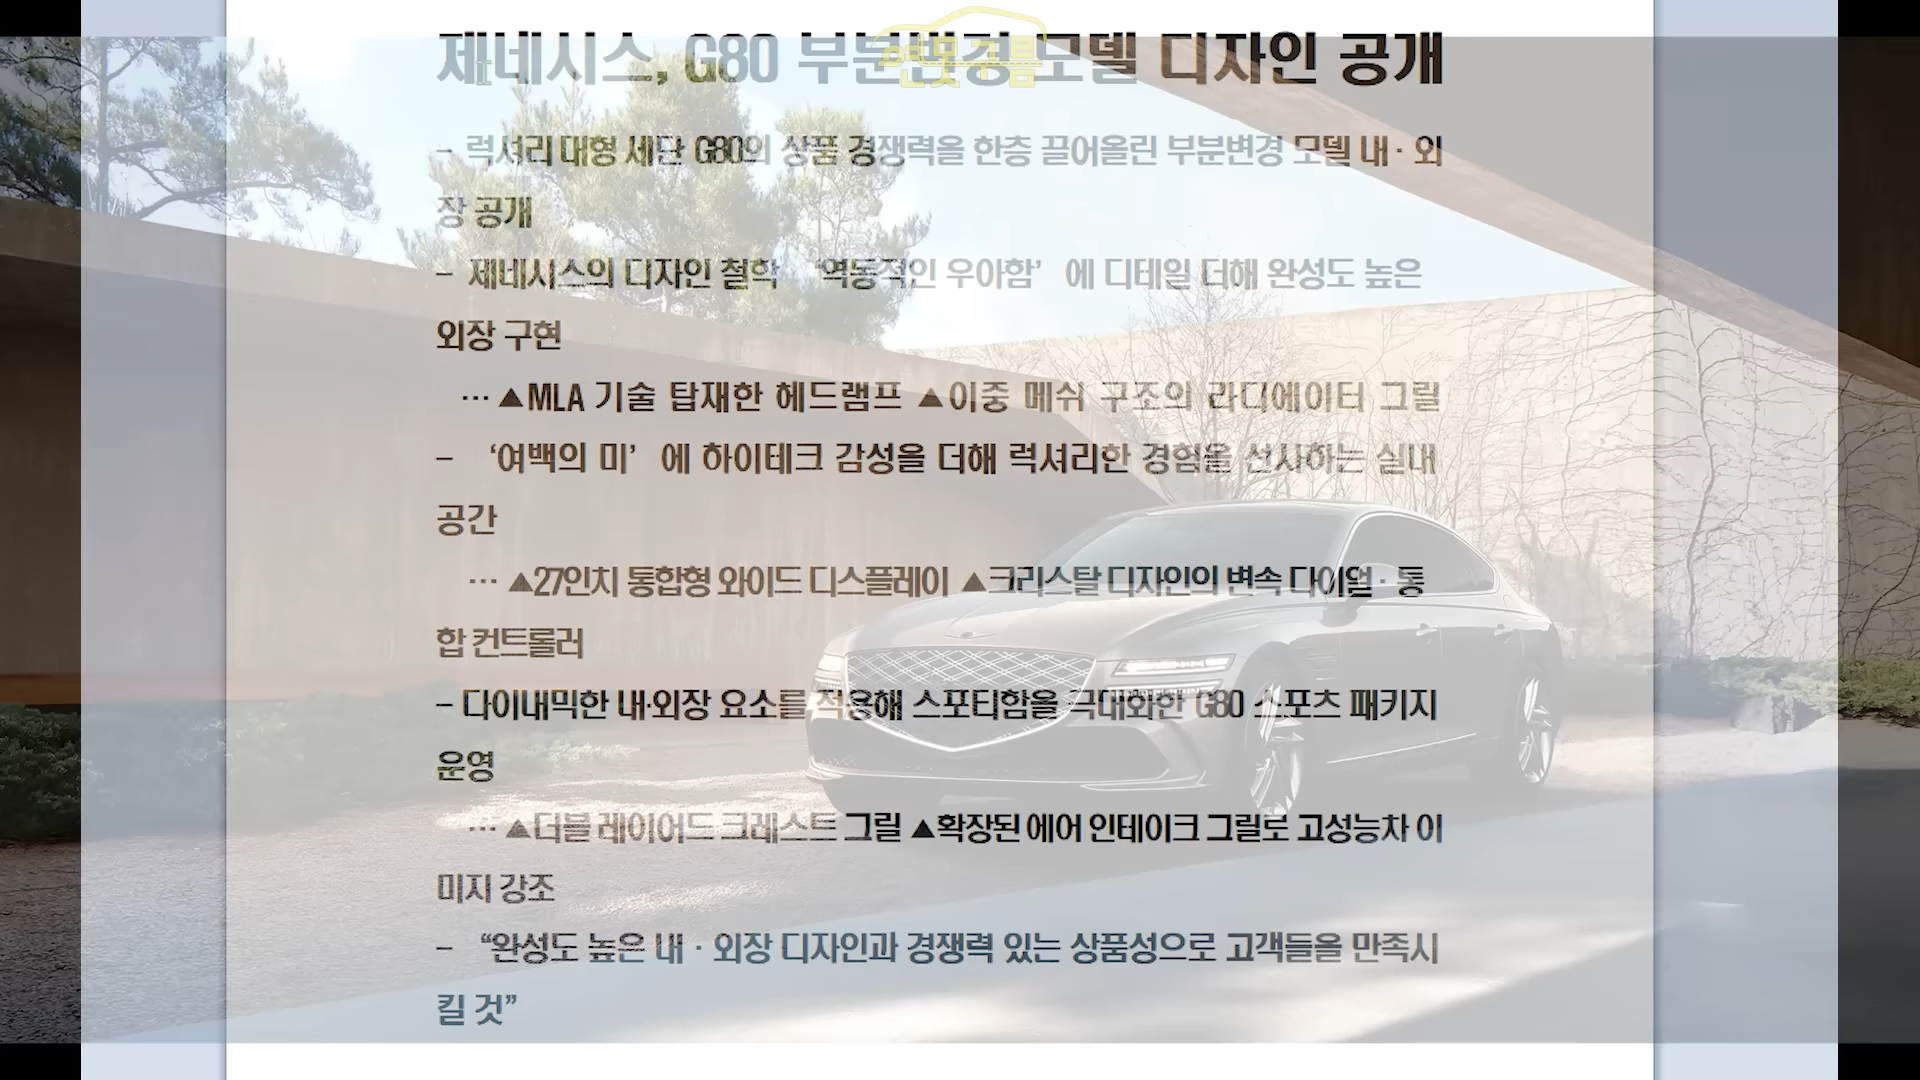 제네시스, G80 부분변경 모델 디자인 공개
- 럭셔리 대형 세단 G80의 상품 경쟁력을 한층 끌어올린 부분변경 모델 내·외
장 공개
- 제네시스의 디자인 철학 ‘역동적인 우아함’ 에 디테일 더해 완성도 높은
외장 구현
… ▲MLA 기술 탑재한 헤드램프 ▲이중 메쉬 구조의 라디에이터 그릴
- ‘여백의 미’ 에 하이테크 감성을 더해 럭셔리한 경험을 선사하는 실내
공간
… ▲27인치 통합형 와이드 디스플레이 ▲크리스탈 디자인의 변속 다이얼·통
합 컨트롤러
- 다이내믹한 내·외장 요소를 적용해 스포티함을 극대화한 G80 스포츠 패키지
운영
… ▲더블 레이어드 크레스트 그릴 ▲확장된 에어 인테이크 그릴로 고성능차 이
미지 강조
- “완성도 높은 내·외장 디자인과 경쟁력 있는 상품성으로 고객들을 만족시
킬 것”